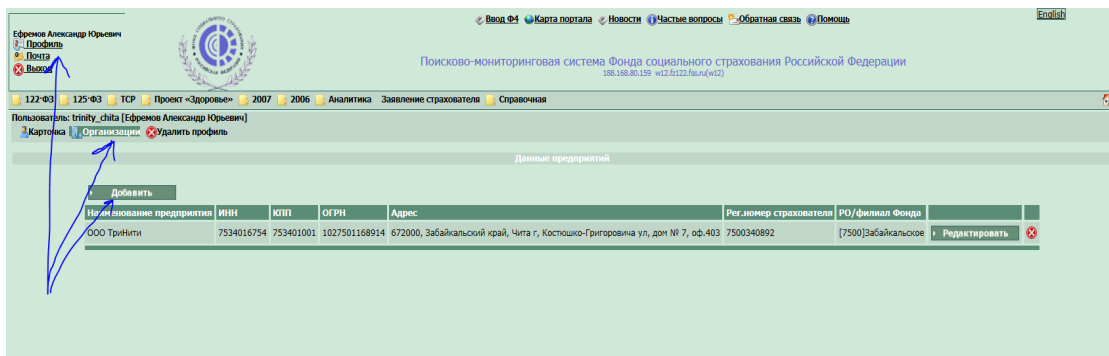 Ввод Ф4 Карта портала Новости Частые вопросы Обратная связь Помощь English
Ефремов Александр Юрьевич
Профиль
Почта
Выход
Поисково-мониторинговая система Фонда социального страхования Российской Федерации
188.168.80.159 w12.fz122.fss.ru(w12)
122-ФЗ 125-ФЗ ТСР Проект «Здоровье» 2007 2006 Аналитика Заявление страхователя Справочная
Пользователь: trinity_chita [Ефремов Александр Юрьевич]
Карточка Организации Удалить профиль
Данные предприятий
Добавить
Наименование предприятия ИНН КПП ОГРН Адрес Рег.номер страхователя РО/филиал Фонда
ООО ТриНити 7534016754 753401001 1027501168914 672000, Забайкальский край, Чита г, Костюшко-Григоровича ул, дом № 7, оф.403 7500340892 [7500]Забайкальское Редактировать